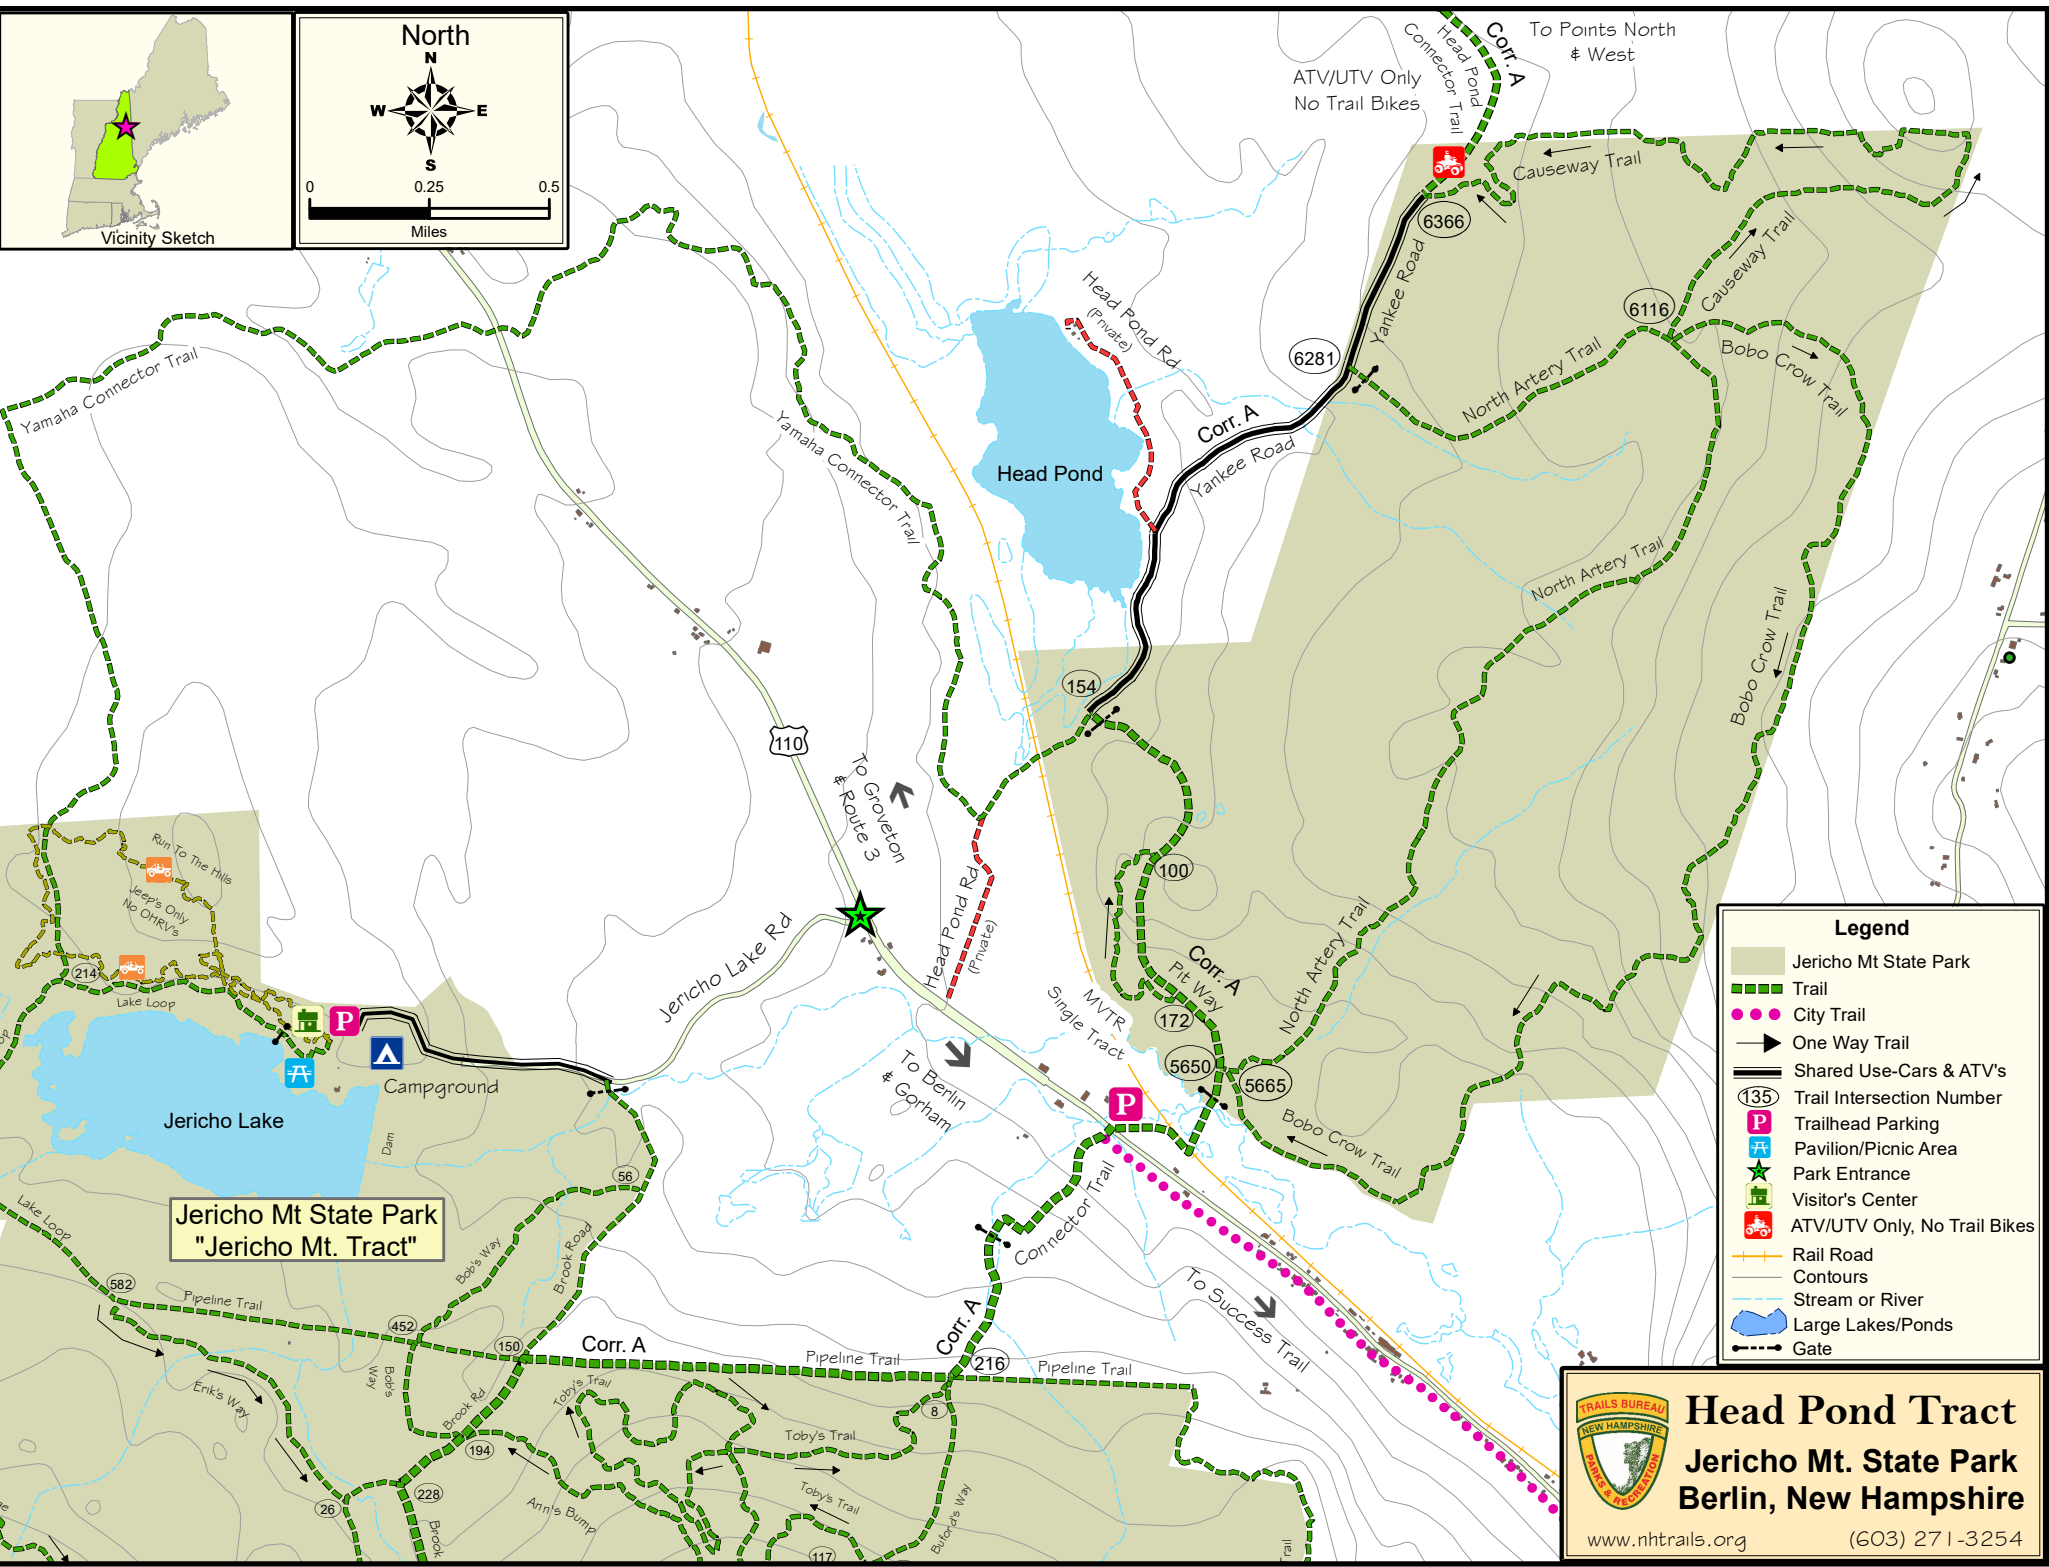 Vicinity Sketch
North
N
W
E
S
0
0.25
0.5
Miles
To Points North
& West
ATV/UTV Only
No Trail Bikes
Corr. A
Head Pond
Connector Trail
Causeway Trail
6366
Yankee Road
Causeway Trail
6116
6281
North Artery Trail
Bobo Crow Trail
Head Pond Rd
(Private)
Corr. A
Yankee Road
Head Pond
Yamaha Connector Trail
Yamaha Connector Trail
North Artery Trail
Bobo Crow Trail
154
110
To Groveton
& Route 3
Run To The Hills
Jeep's Only
No OHRV's
100
Head Pond Rd
(Private)
Jericho Lake Rd
North Artery Trail
Corr. A
Pit Way
214
Lake Loop
172
MVTR
Single Tract
P
Campground
Jericho Lake
Dam
To Berlin
& Gorham
5650
5665
P
Bobo Crow Trail
56
Connector Trail
Lake Loop
Jericho Mt State Park
"Jericho Mt. Tract"
Bob's Way
Brook Road
582
Pipeline Trail
452
150
Corr. A
Pipeline Trail
Corr. A
216
Pipeline Trail
To Success Trail
Erik's Way
Bob's
Way
Brook Rd
Toby's Trail
8
194
Toby's Trail
228
26
Ann's Bump
Toby's Trail
Buford's Way
Brook
117
Trail
Legend
Jericho Mt State Park
Trail
City Trail
One Way Trail
Shared Use-Cars & ATV's
135 Trail Intersection Number
P Trailhead Parking
Pavilion/Picnic Area
Park Entrance
Visitor's Center
ATV/UTV Only, No Trail Bikes
Rail Road
Contours
Stream or River
Large Lakes/Ponds
Gate
TRAILS BUREAU
NEW HAMPSHIRE
PARKS & RECREATION
Head Pond Tract
Jericho Mt. State Park
Berlin, New Hampshire
www.nhtrails.org
(603) 271-3254